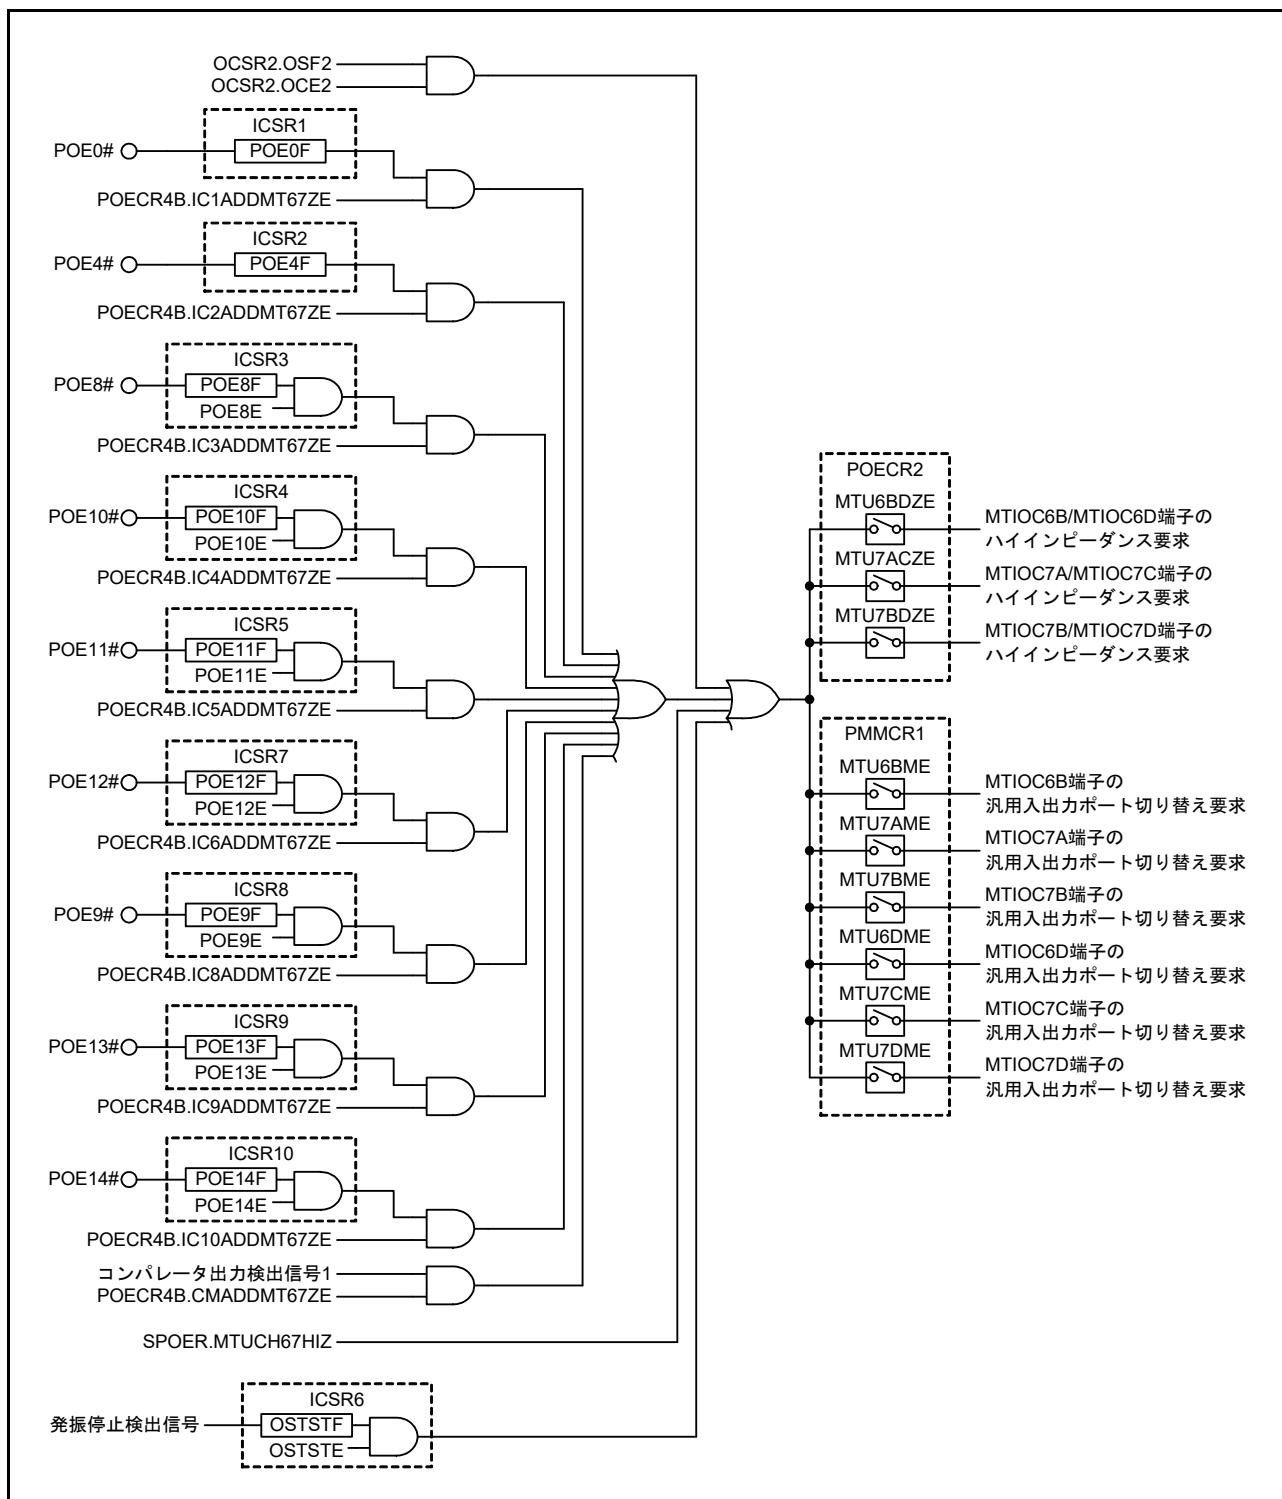 OCSR2.OSF2
OCSR2.OCE2
ICSR1
POE0#
POE0F
POECR4B.IC1ADDMT67ZE
ICSR2
POE4#
POE4F
POECR4B.IC2ADDMT67ZE
ICSR3
POE8#
POE8F
POE8E
POECR4B.IC3ADDMT67ZE
ICSR4
POE10#
POE10F
POE10E
POECR4B.IC4ADDMT67ZE
ICSR5
POE11#
POE11F
POE11E
POECR4B.IC5ADDMT67ZE
ICSR7
POE12#
POE12F
POE12E
POECR4B.IC6ADDMT67ZE
ICSR8
POE9#
POE9F
POE9E
POECR4B.IC8ADDMT67ZE
ICSR9
POE13#
POE13F
POE13E
POECR4B.IC9ADDMT67ZE
ICSR10
POE14#
POE14F
POE14E
POECR4B.IC10ADDMT67ZE
コンパレータ出力検出信号1
POECR4B.CMADDMT67ZE
SPOER.MTUCH67HIZ
ICSR6
発振停止検出信号
OSTSTF
OSTSTE
POECR2
MTU6BDZE
MTIOC6B/MTIOC6D端子の
ハイインピーダンス要求
MTU7ACZE
MTIOC7A/MTIOC7C端子の
ハイインピーダンス要求
MTU7BDZE
MTIOC7B/MTIOC7D端子の
ハイインピーダンス要求
PMMCR1
MTU6BME
MTIOC6B端子の
汎用入出力ポート切り替え要求
MTU7AME
MTIOC7A端子の
汎用入出力ポート切り替え要求
MTU7BME
MTIOC7B端子の
汎用入出力ポート切り替え要求
MTU6DME
MTIOC6D端子の
汎用入出力ポート切り替え要求
MTU7CME
MTIOC7C端子の
汎用入出力ポート切り替え要求
MTU7DME
MTIOC7D端子の
汎用入出力ポート切り替え要求